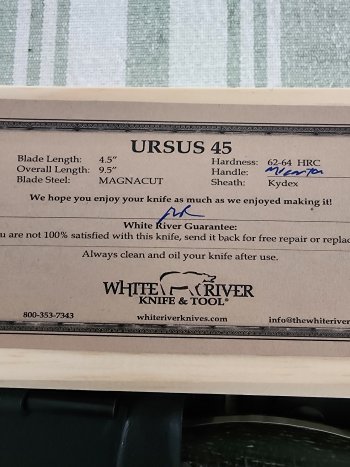 URSUS 45
Blade Length: 4.5" Hardness: 62-64 HRC
Overall Length: 9.5" Handle: MICARTA
Blade Steel: MAGNACUT Sheath: Kydex
We hope you enjoy your knife as much as we enjoyed making it!
White River Guarantee:
u are not 100% satisfied with this knife, send it back for free repair or replac
Always clean and oil your knife after use.
WHITE RIVER
KNIFE & TOOL®
800-353-7343 whiteriverknives.com info@thewhiteriver